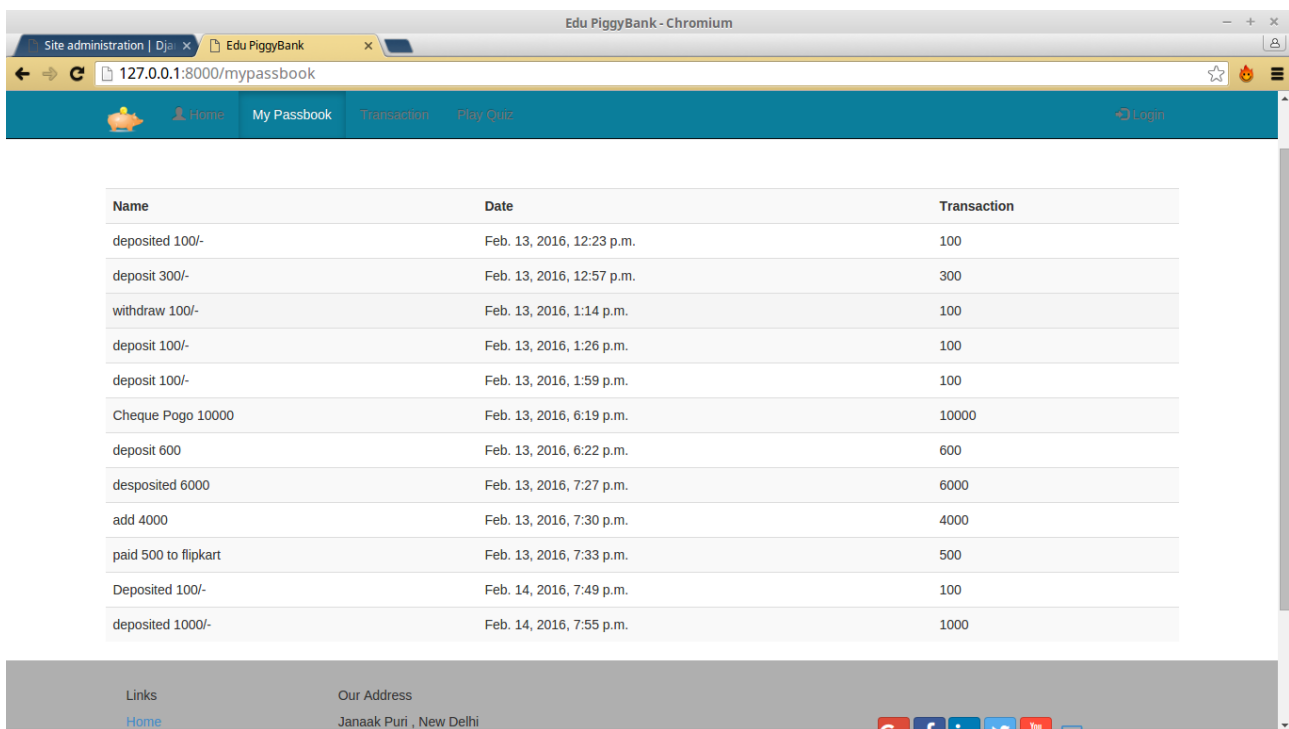 Edu PiggyBank - Chromium
Site administration | Dja
Edu PiggyBank
127.0.0.1:8000/mypassbook
Home My Passbook Transaction Play Quiz Login
Name Date Transaction
deposited 100/- Feb. 13, 2016, 12:23 p.m. 100
deposit 300/- Feb. 13, 2016, 12:57 p.m. 300
withdraw 100/- Feb. 13, 2016, 1:14 p.m. 100
deposit 100/- Feb. 13, 2016, 1:26 p.m. 100
deposit 100/- Feb. 13, 2016, 1:59 p.m. 100
Cheque Pogo 10000 Feb. 13, 2016, 6:19 p.m. 10000
deposit 600 Feb. 13, 2016, 6:22 p.m. 600
desposited 6000 Feb. 13, 2016, 7:27 p.m. 6000
add 4000 Feb. 13, 2016, 7:30 p.m. 4000
paid 500 to flipkart Feb. 13, 2016, 7:33 p.m. 500
Deposited 100/- Feb. 14, 2016, 7:49 p.m. 100
deposited 1000/- Feb. 14, 2016, 7:55 p.m. 1000
Links Our Address
Home Janaak Puri , New Delhi
You